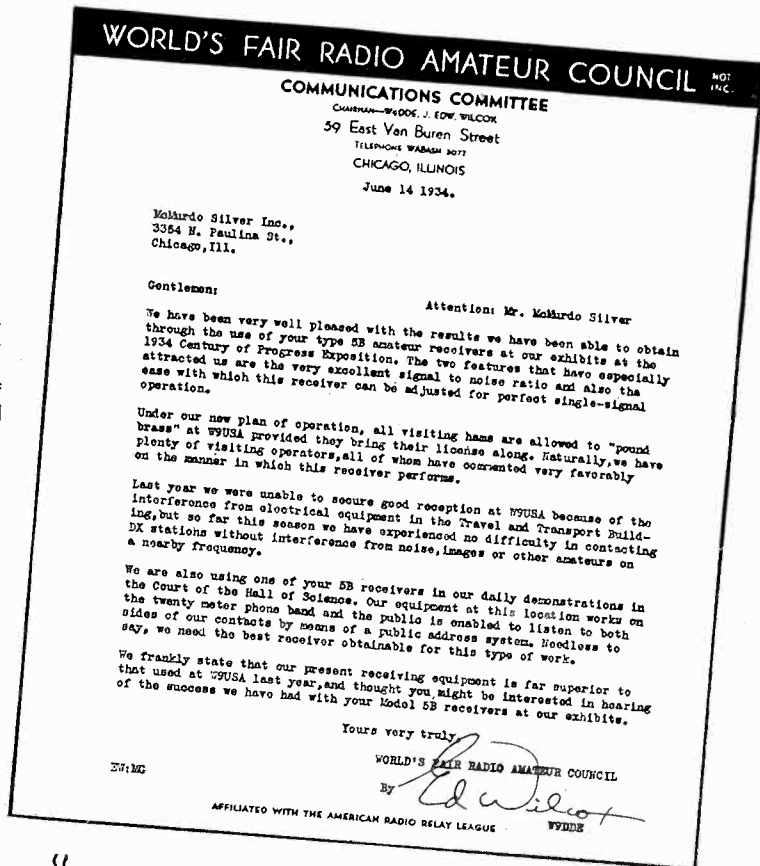 WORLD'S FAIR RADIO AMATEUR COUNCIL NOT INC.
COMMUNICATIONS COMMITTEE
CHAIRMAN—W9DDE, J. EDW. WILCOX
59 East Van Buren Street
TELEPHONE WABASH 2077
CHICAGO, ILLINOIS
June 14 1934.
McMurdo Silver Inc.,
3354 N. Paulina St.,
Chicago,Ill.
Gentlemen:
Attention: Mr. McMurdo Silver
We have been very well pleased with the results we have been able to obtain
through the use of your type 5B amateur receivers at our exhibits at the
1934 Century of Progress Exposition. The two features that have especially
attracted us are the very excellent signal to noise ratio and also the
ease with which this receiver can be adjusted for perfect single-signal
operation.
Under our new plan of operation, all visiting hams are allowed to "pound
brass" at W9USA provided they bring their license along. Naturally,we have
plenty of visiting operators,all of whom have commented very favorably
on the manner in which this receiver performs.
Last year we were unable to secure good reception at W9USA because of the
interference from electrical equipment in the Travel and Transport Build-
ing,but so far this season we have experienced no difficulty in contacting
DX stations without interference from noise,images or other amateurs on
a nearby frequency.
We are also using one of your 5B receivers in our daily demonstrations in
the Court of the Hall of Science. Our equipment at this location works on
the twenty meter phone band and the public is enabled to listen to both
sides of our contacts by means of a public address system. Needless to
say, we need the best receiver obtainable for this type of work.
We frankly state that our present receiving equipment is far superior to
that used at W9USA last year,and thought you might be interested in hearing
of the success we have had with your Model 5B receivers at our exhibits.
Yours very truly,
WORLD'S FAIR RADIO AMATEUR COUNCIL
EW:MG
By Ed Wilcox
W9DDE
AFFILIATED WITH THE AMERICAN RADIO RELAY LEAGUE